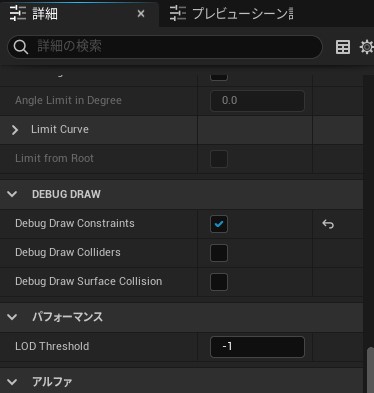 詳細
プレビューシーン
詳細の検索
Angle Limit in Degree
0.0
Limit Curve
Limit from Root
DEBUG DRAW
Debug Draw Constraints
Debug Draw Colliders
Debug Draw Surface Collision
パフォーマンス
LOD Threshold
-1
アルファ